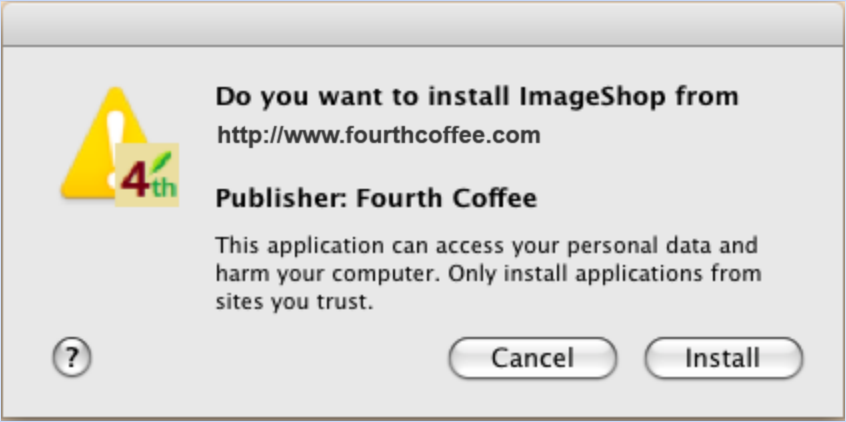 Do you want to install ImageShop from
http://www.fourthcoffee.com
4th
Publisher: Fourth Coffee
This application can access your personal data and
harm your computer. Only install applications from
sites you trust.
?
Cancel
Install